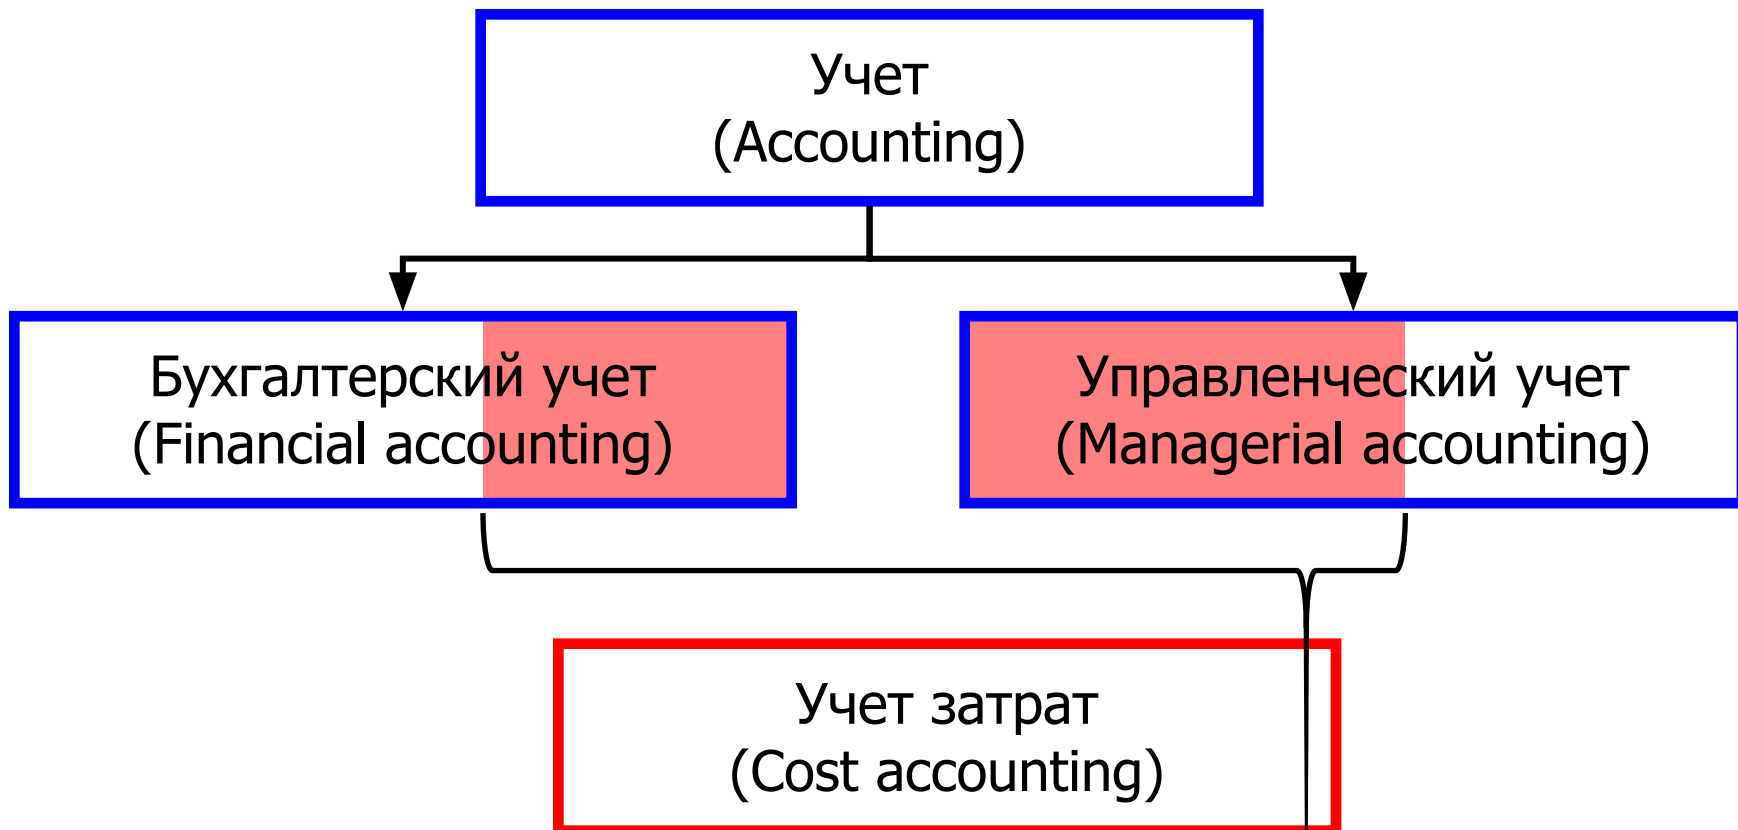 Учет
(Accounting)
Бухгалтерский учет
(Financial accounting)
Управленческий учет
(Managerial accounting)
Учет затрат
(Cost accounting)